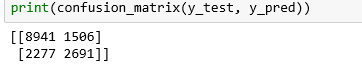 print(confusion_matrix(y_test, y_pred))
[[8941 1506]
 [2277 2691]]